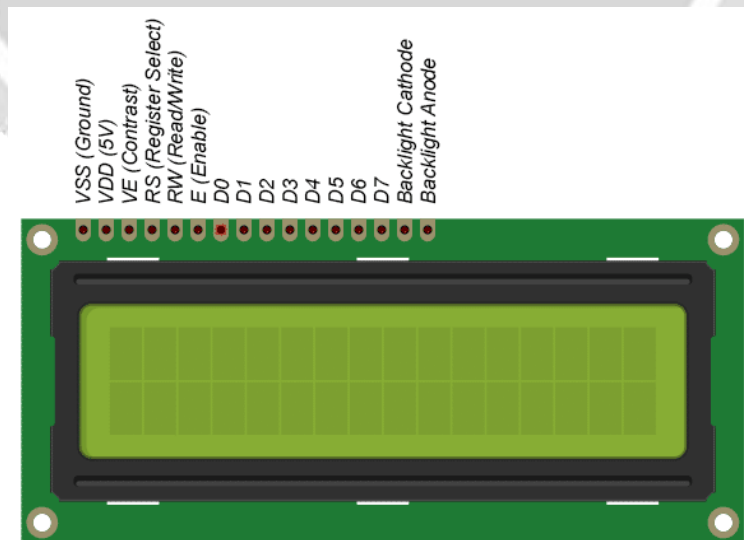 VSS (Ground)
VDD (5V)
VE (Contrast)
RS (Register Select)
RW (Read/Write)
E (Enable)
D0
D1
D2
D3
D4
D5
D6
D7
Backlight Cathode
Backlight Anode